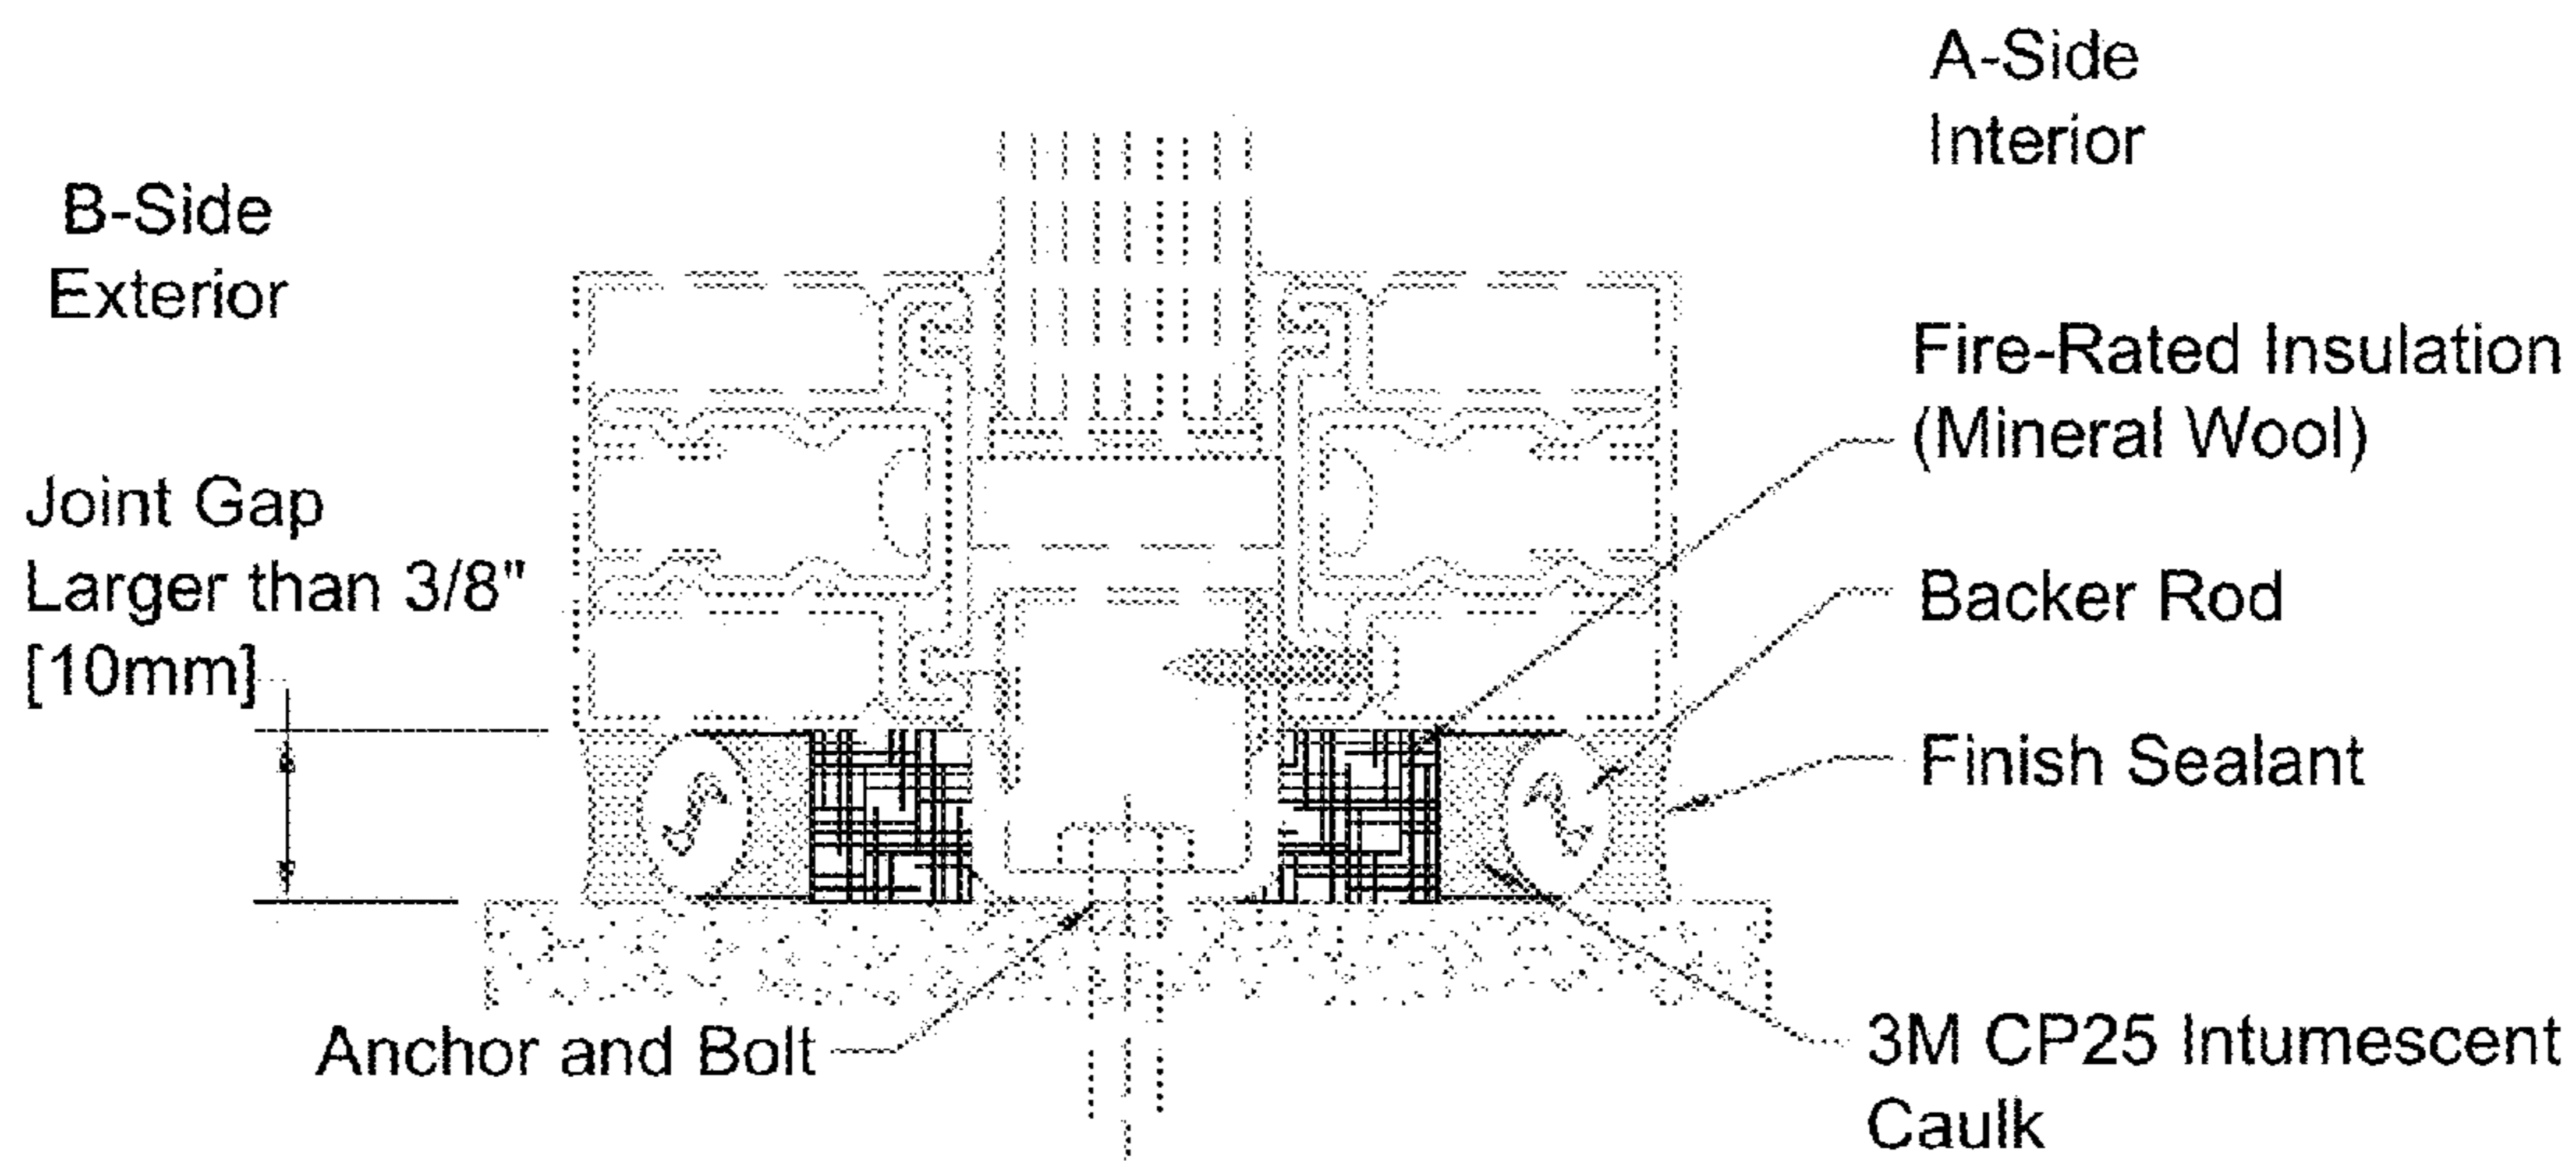 A-Side
Interior
B-Side
Exterior
Fire-Rated Insulation
(Mineral Wool)
Joint Gap
Larger than 3/8"
[10mm]
Backer Rod
Finish Sealant
Anchor and Bolt
3M CP25 Intumescent
Caulk